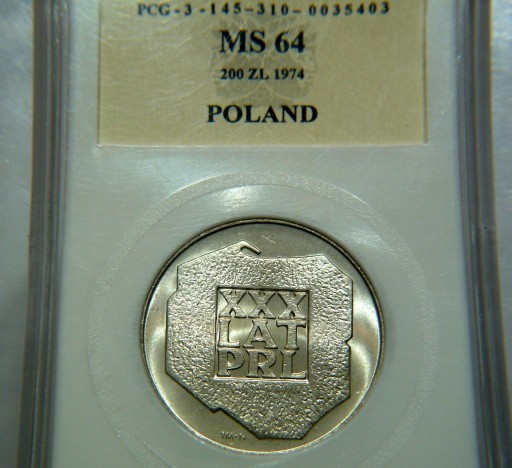 PCG-3-145-310-0035403
MS 64
200 ZL 1974
POLAND
XXX
LAT
PRL